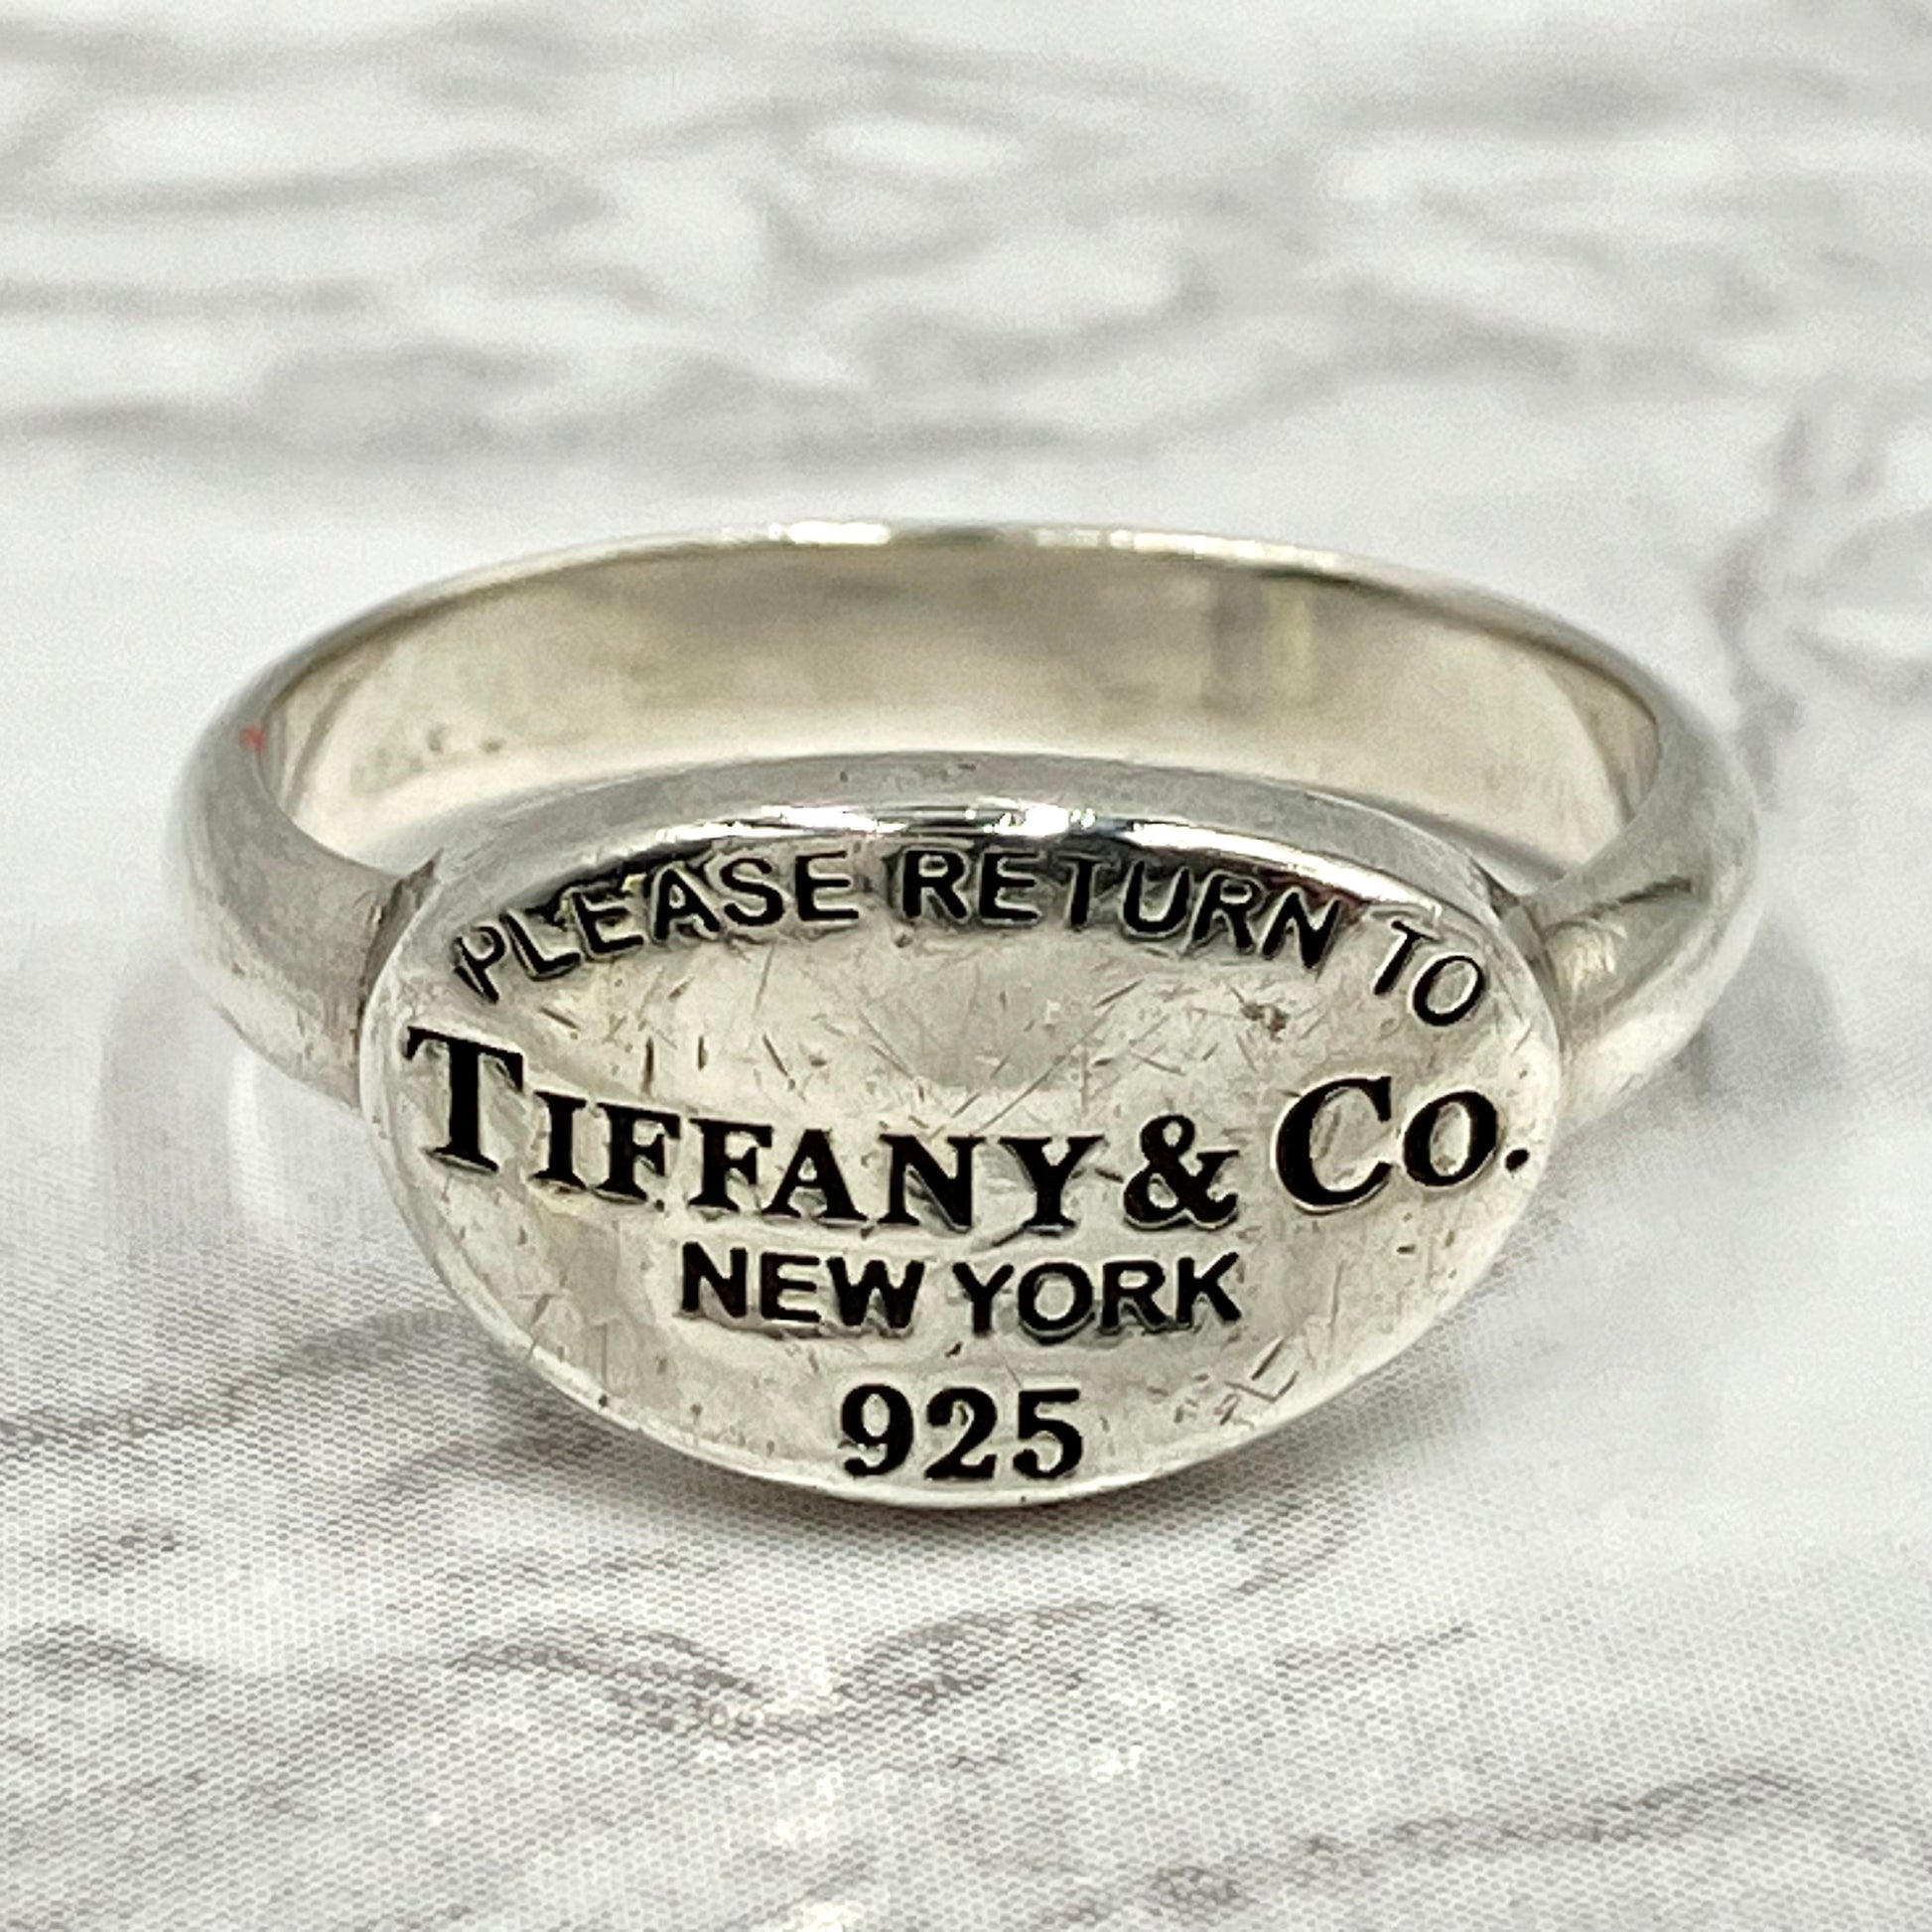 PLEASE RETURN TO
TIFFANY & CO.
NEW YORK
925